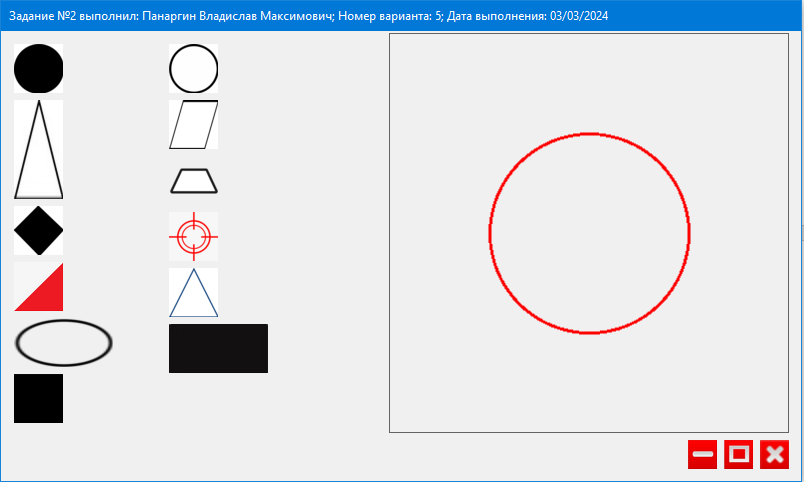 Задание №2 выполнил: Панаргин Владислав Максимович; Номер варианта: 5; Дата выполнения: 03/03/2024